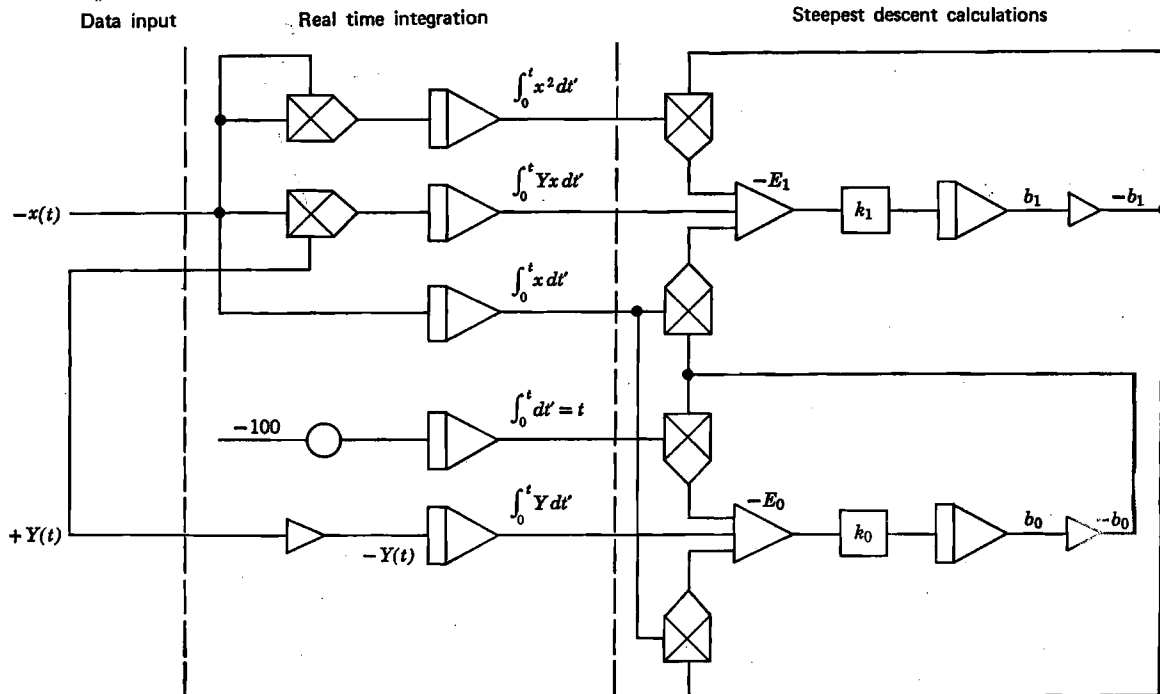 Data input
Real time integration
Steepest descent calculations
∫₀ᵗ x² dt′
∫₀ᵗ Yx dt′
−E₁
−x(t)
k₁
b₁
−b₁
∫₀ᵗ x dt′
∫₀ᵗ dt′ = t
−100
∫₀ᵗ Y dt′
−E₀
+Y(t)
−Y(t)
k₀
b₀
−b₀